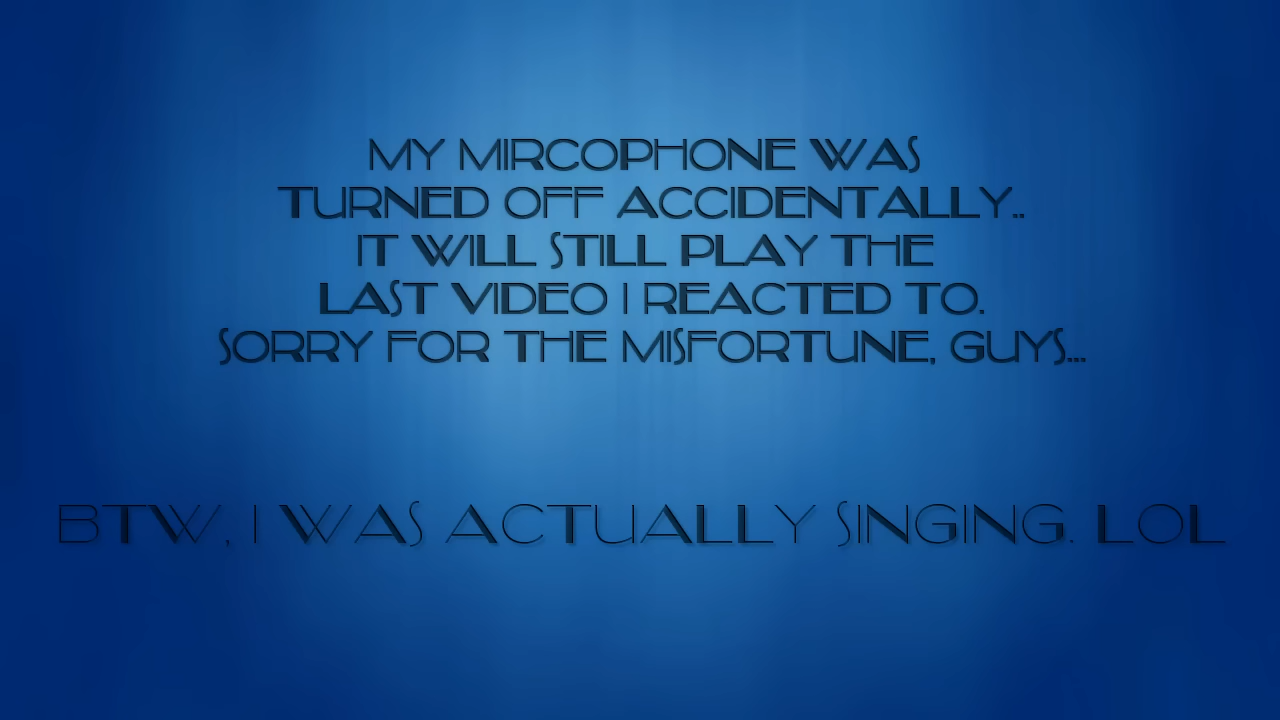 MY MIRCOPHONE WAS
TURNED OFF ACCIDENTALLY..
IT WILL STILL PLAY THE
LAST VIDEO I REACTED TO.
SORRY FOR THE MISFORTUNE, GUYS...
BTW, I WAS ACTUALLY SINGING. LOL